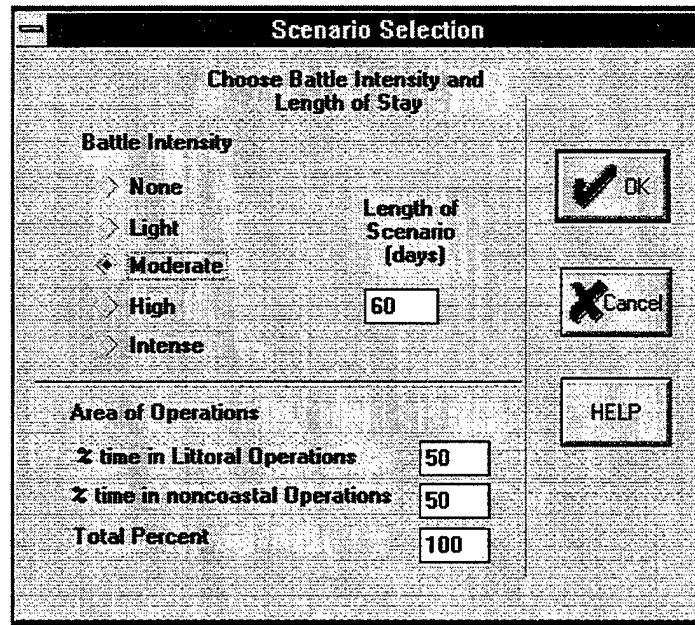 Scenario Selection
Choose Battle Intensity and
Length of Stay
Battle Intensity
None
Light
Moderate
High
Intense
Length of
Scenario
(days)
60
OK
Cancel
HELP
Area of Operations
% time in Littoral Operations 50
% time in noncoastal Operations 50
Total Percent 100